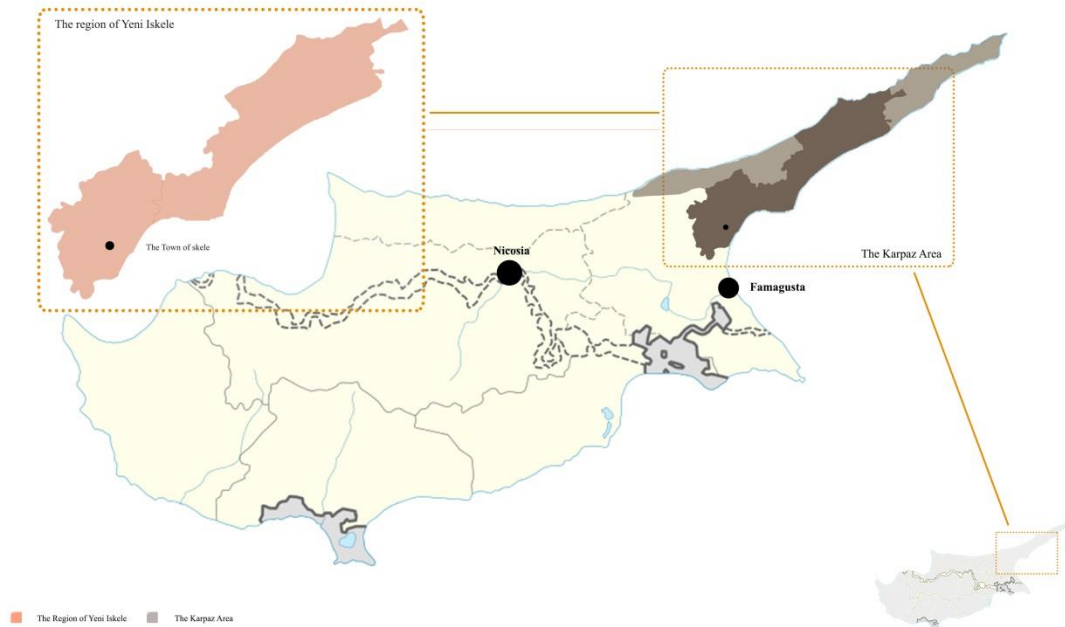 The region of Yeni Iskele
The Town of skele
Nicosia
The Karpaz Area
Famagusta
The Region of Yeni Iskele
The Karpaz Area